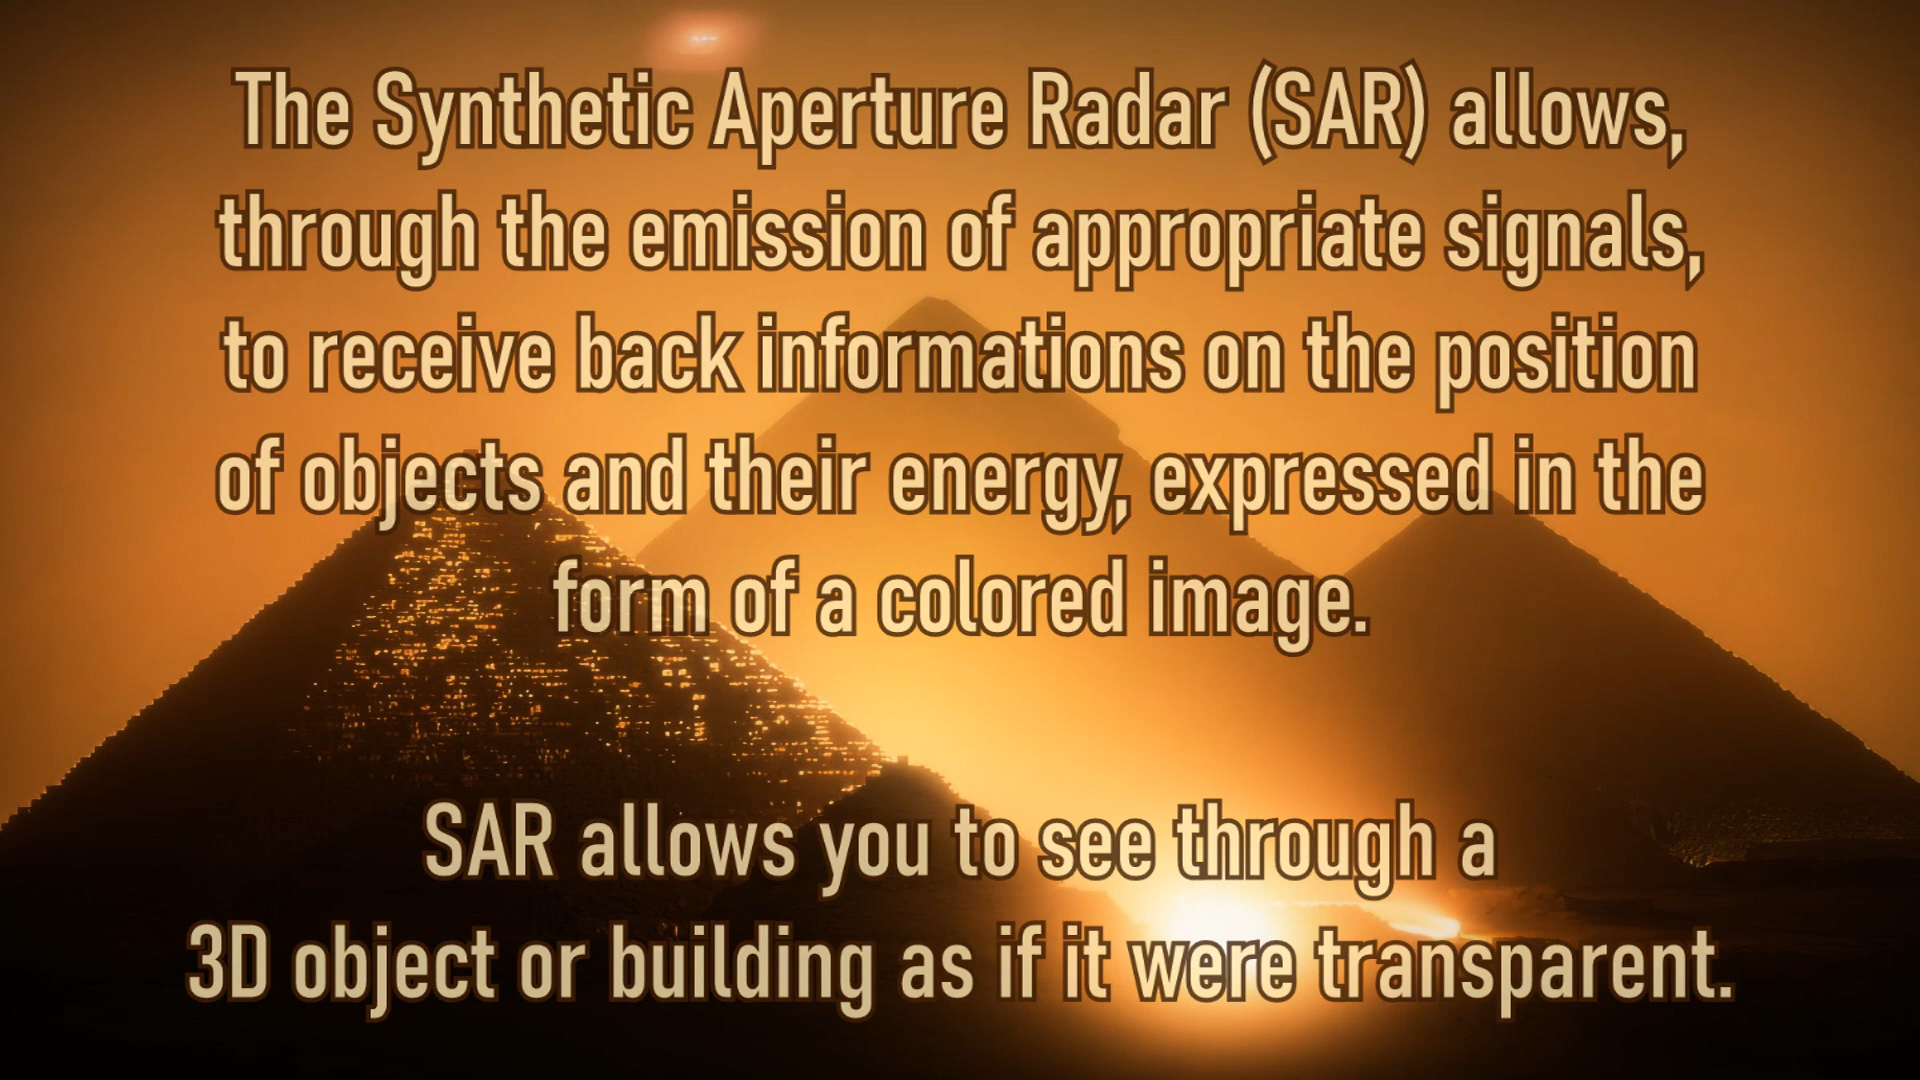 The Synthetic Aperture Radar (SAR) allows,
through the emission of appropriate signals,
to receive back informations on the position
of objects and their energy, expressed in the
form of a colored image.
SAR allows you to see through a
3D object or building as if it were transparent.